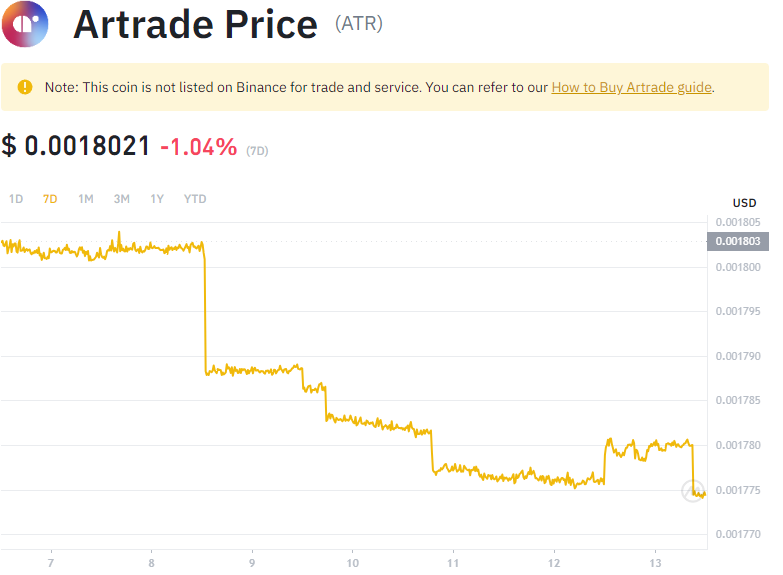 Artrade Price (ATR)
Note: This coin is not listed on Binance for trade and service. You can refer to our How to Buy Artrade guide.
$ 0.0018021 -1.04% (7D)
1D 7D 1M 3M 1Y YTD
USD
0.001805
0.001803
0.001800
0.001795
0.001790
0.001785
0.001780
0.001775
0.001770
7 8 9 10 11 12 13